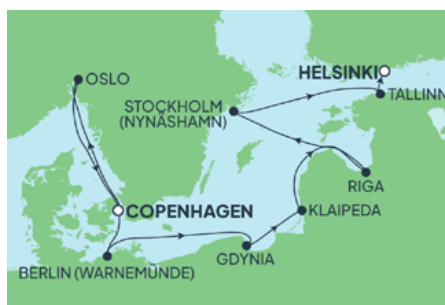 OSLO
HELSINKI
TALLINN
STOCKHOLM
(NYNÄSHAMN)
RIGA
COPENHAGEN
KLAIPEDA
GDYNIA
BERLIN (WARNEMÜNDE)